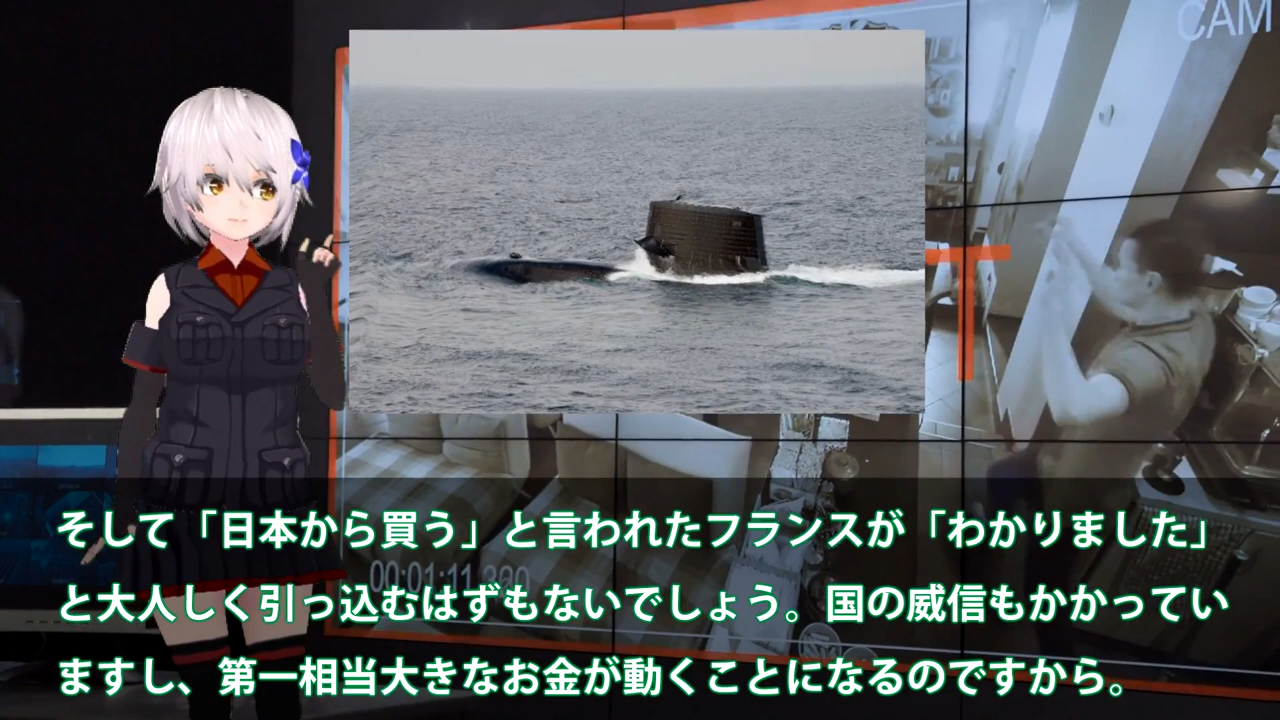 CAM
00:01:11.390
そして「日本から買う」と言われたフランスが「わかりました」
と大人しく引っ込むはずもないでしょう。国の威信もかかってい
ますし、第一相当大きなお金が動くことになるのですから。